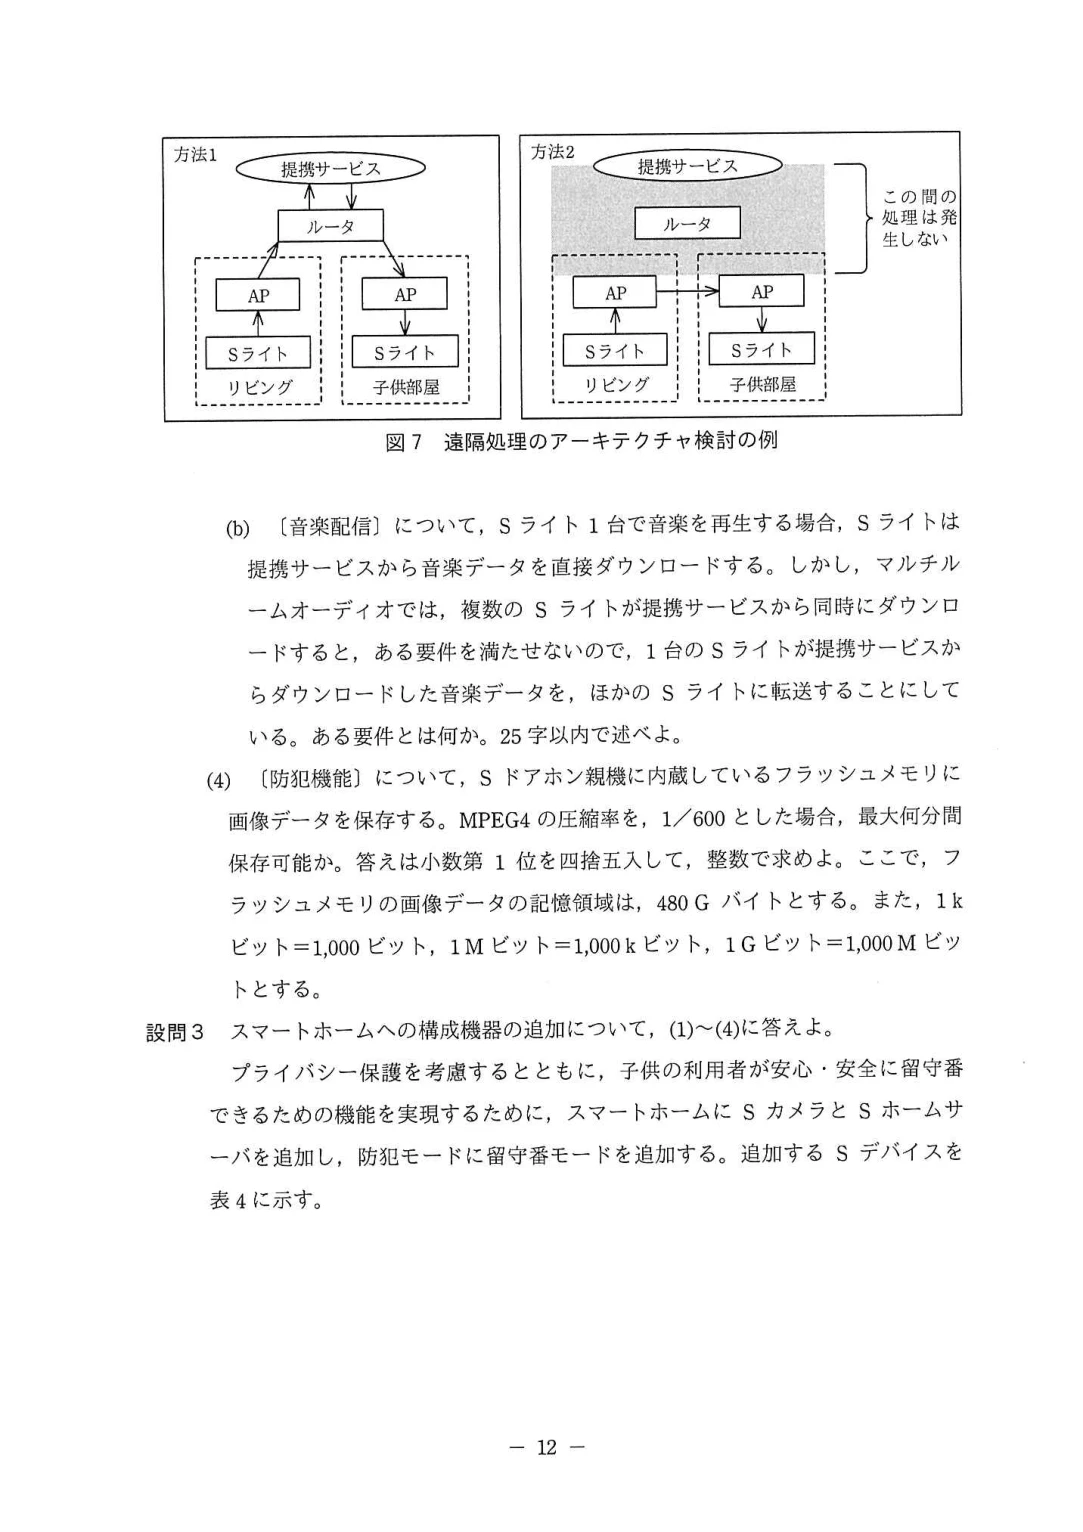 方法1
提携サービス
ルータ
AP
AP
Sライト
Sライト
リビング
子供部屋
方法2
提携サービス
ルータ
AP
AP
Sライト
Sライト
リビング
子供部屋
この間の
処理は発
生しない
図7 遠隔処理のアーキテクチャ検討の例
(b) 〔音楽配信〕について，Sライト1台で音楽を再生する場合，Sライトは
提携サービスから音楽データを直接ダウンロードする。しかし，マルチル
ームオーディオでは，複数の S ライトが提携サービスから同時にダウンロ
ードすると，ある要件を満たせないので，1台のSライトが提携サービスか
らダウンロードした音楽データを，ほかの S ライトに転送することにして
いる。ある要件とは何か。25字以内で述べよ。
(4) 〔防犯機能〕について，S ドアホン親機に内蔵しているフラッシュメモリに
画像データを保存する。MPEG4の圧縮率を，1／600とした場合，最大何分間
保存可能か。答えは小数第 1 位を四捨五入して，整数で求めよ。ここで，フ
ラッシュメモリの画像データの記憶領域は，480 G バイトとする。また，1 k
ビット＝1,000 ビット，1 M ビット＝1,000 k ビット，1 G ビット＝1,000 M ビッ
トとする。
設問3 スマートホームへの構成機器の追加について，(1)～(4)に答えよ。
プライバシー保護を考慮するとともに，子供の利用者が安心・安全に留守番
できるための機能を実現するために，スマートホームに S カメラと S ホームサ
ーバを追加し，防犯モードに留守番モードを追加する。追加する S デバイスを
表4に示す。
－ 12 －